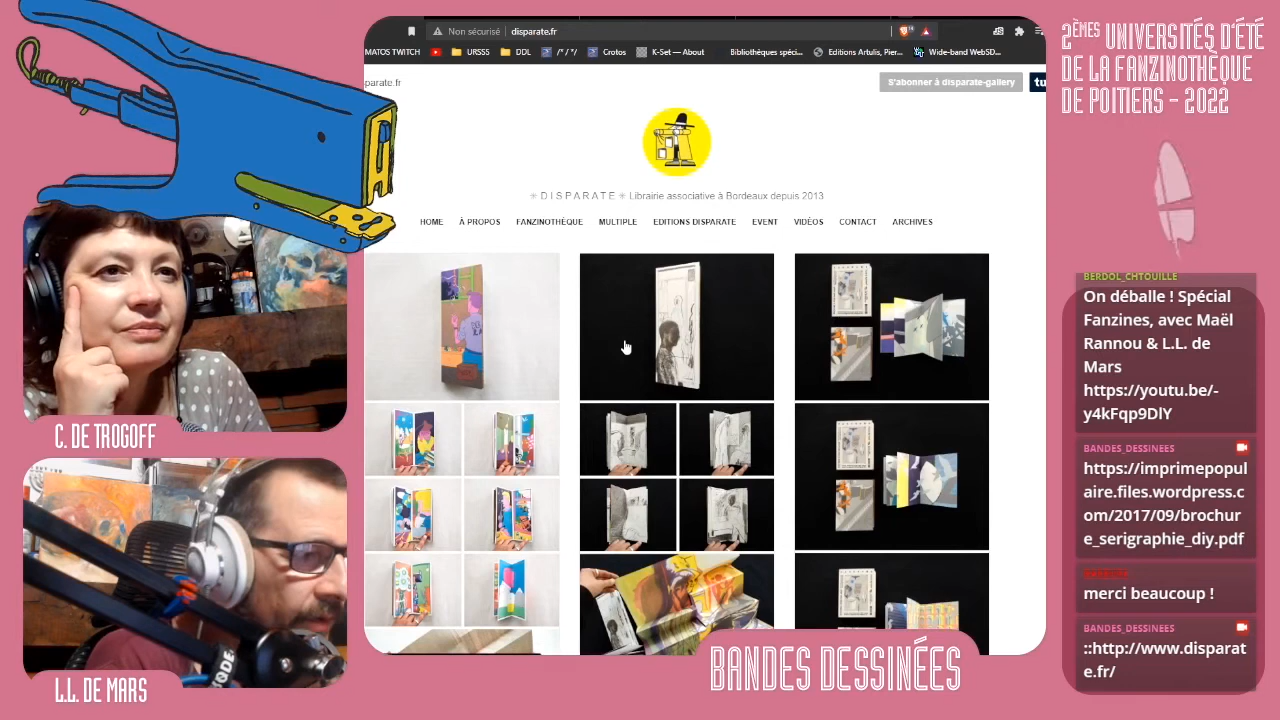 Non sécurisé | disparate.fr
MATOS TWITCH
URSSS
DDL
/*'*/
Crotos
K-Set — About
Bibliothèques spéci...
Editions Artulis, Pier...
Wide-band WebSD...
parate.fr
S'abonner à disparate-gallery
✳ D I S P A R A T E ✳ Librairie associative à Bordeaux depuis 2013
HOME
À PROPOS
FANZINOTHÈQUE
MULTIPLE
EDITIONS DISPARATE
EVENT
VIDÉOS
CONTACT
ARCHIVES
C. DE TROGOFF
L.L. DE MARS
BANDES DESSINÉES
2ÈMES UNIVERSITÉS D'ÉTÉ
DE LA FANZINOTHÈQUE
DE POITIERS - 2022
BERDOL_CHTOUILLE
On déballe ! Spécial
Fanzines, avec Maël
Rannou & L.L. de
Mars
https://youtu.be/-
y4kFqp9DlY
BANDES_DESSINEES
https://imprimepopul
aire.files.wordpress.c
om/2017/09/brochur
e_serigraphie_diy.pdf
merci beaucoup !
BANDES_DESSINEES
::http://www.disparat
e.fr/